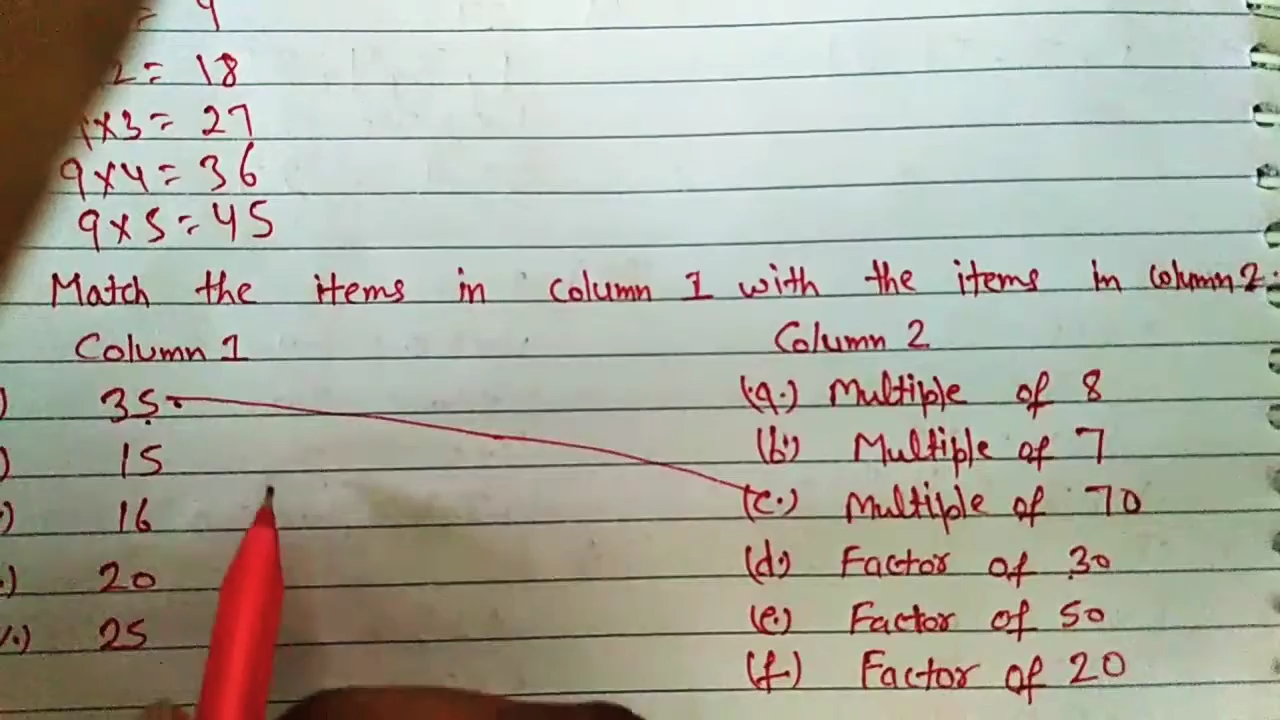 = 9
2 = 18
9x3 = 27
9x4 = 36
9x5 = 45
Match the items in column 1 with the items in column 2.
Column 1 Column 2
) 35 (a.) Multiple of 8
) 15 (b.) Multiple of 7
) 16 (c.) Multiple of 70
.) 20 (d.) Factor of 30
.) 25 (e.) Factor of 50
(f.) Factor of 20